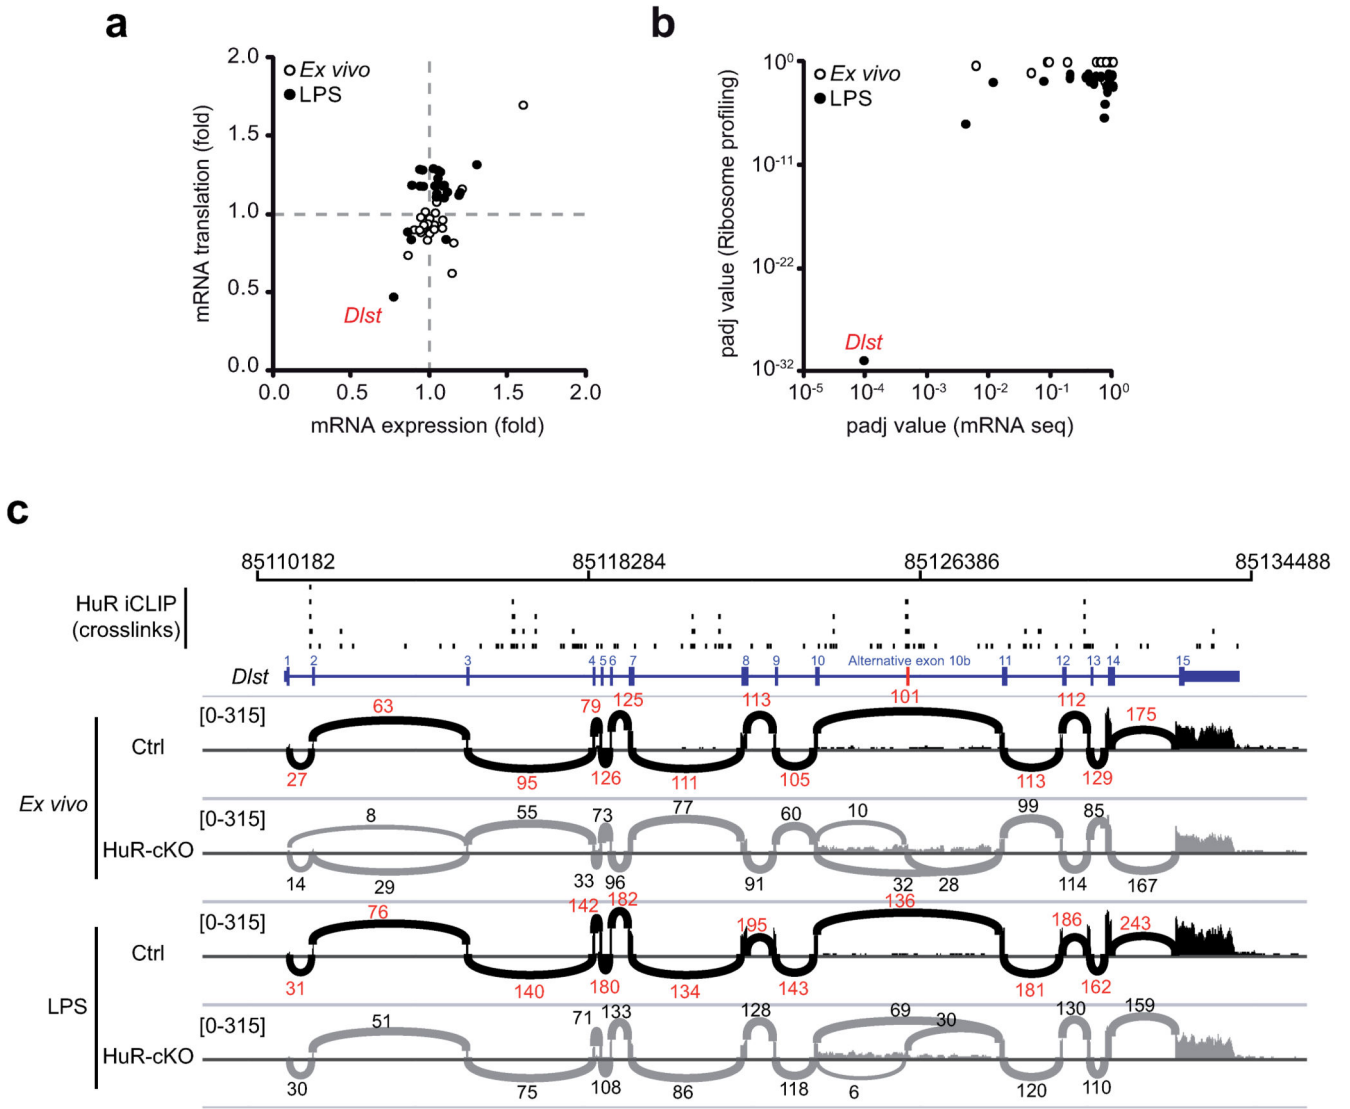 a
2.0
1.5
1.0
0.5
0.0
mRNA translation (fold)
Ex vivo
LPS
Dlst
0.0 0.5 1.0 1.5 2.0
mRNA expression (fold)
b
10^0
10^-11
10^-22
10^-32
padj value (Ribosome profiling)
Ex vivo
LPS
Dlst
10^-5 10^-4 10^-3 10^-2 10^-1 10^0
padj value (mRNA seq)
c
85110182 85118284 85126386 85134488
HuR iCLIP
(crosslinks)
1 2 3 4 5 6 7 8 9 10 Alternative exon 10b 11 12 13 14 15
Dlst
Ex vivo
[0-315]
Ctrl
63 79 125 113 101 112 175
27 95 126 111 105 113 129
[0-315]
HuR-cKO
8 55 73 77 60 10 99 85
14 29 33 96 91 32 28 114 167
LPS
[0-315]
Ctrl
76 142 182 195 136 186 243
31 140 180 134 143 181 162
[0-315]
HuR-cKO
51 71 133 128 69 30 130 159
30 75 108 86 118 6 120 110